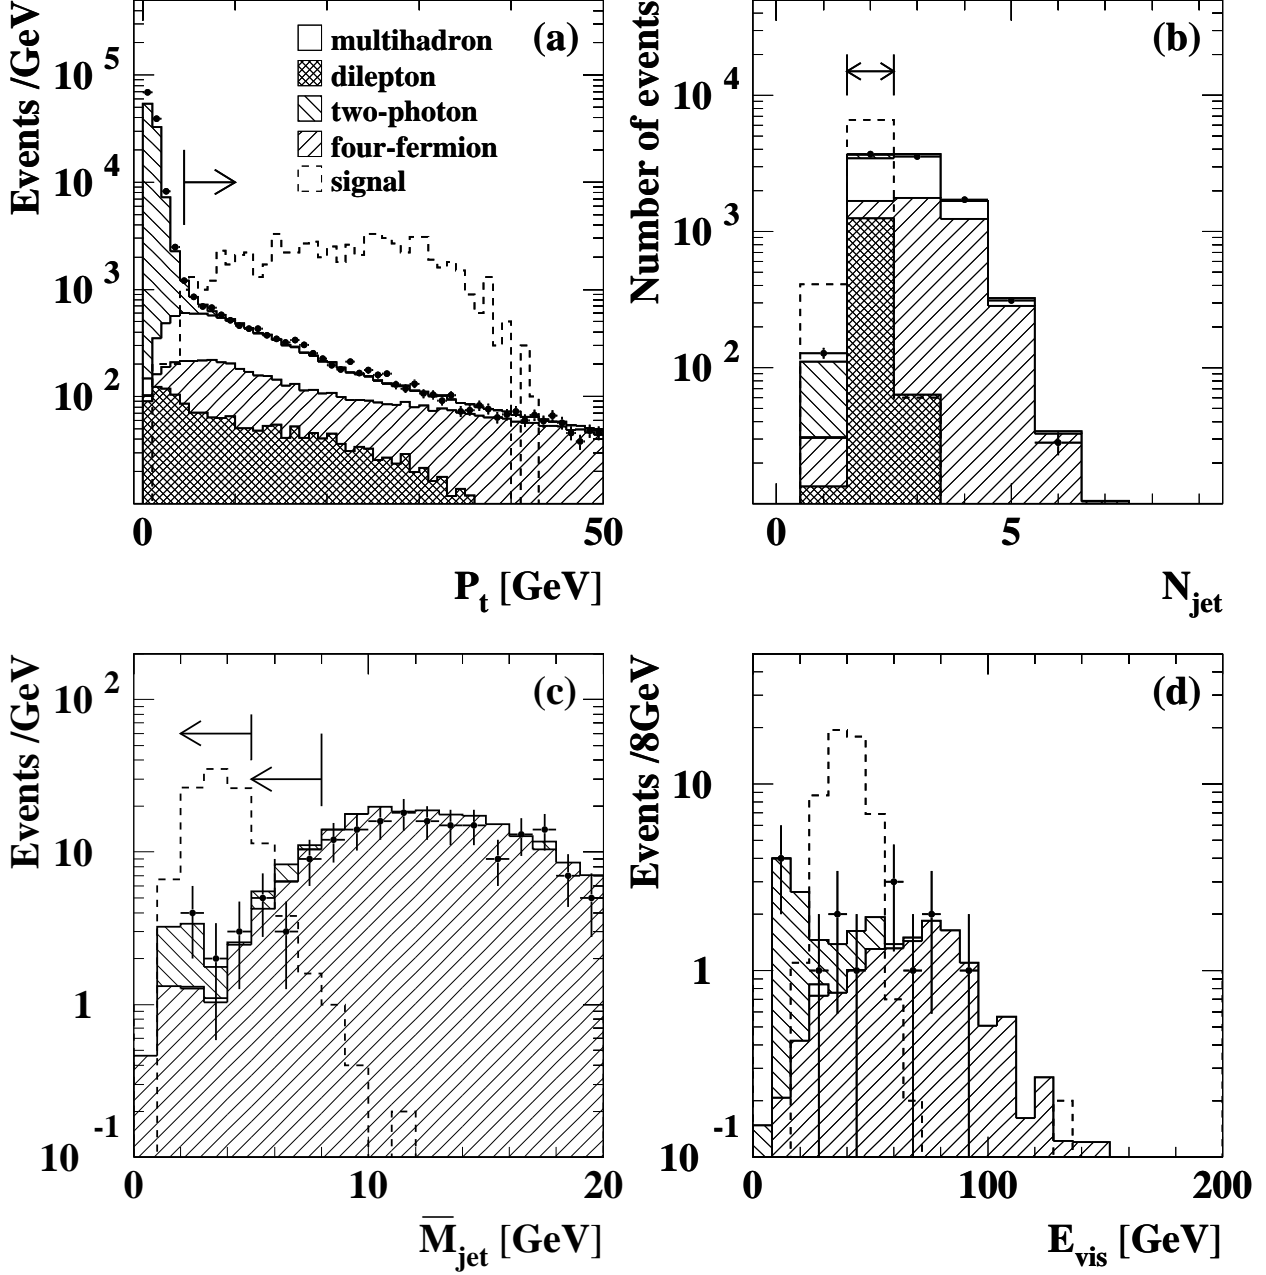 Events /GeV
10 5
10 4
10 3
10 2
(a)
multihadron
dilepton
two-photon
four-fermion
signal
0
50
P_t [GeV]
Number of events
10 4
10 3
10 2
(b)
0
5
N_jet
Events /GeV
10 2
10
1
10 -1
(c)
0
10
20
M̅_jet [GeV]
Events /8GeV
10
1
10 -1
(d)
0
100
200
E_vis [GeV]